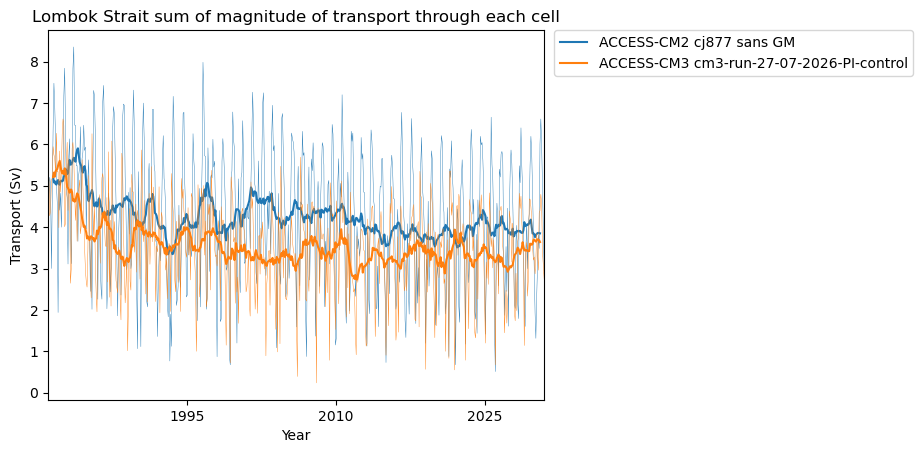 Lombok Strait sum of magnitude of transport through each cell
ACCESS-CM2 cj877 sans GM
ACCESS-CM3 cm3-run-27-07-2026-PI-control
Transport (Sv)
8
7
6
5
4
3
2
1
0
1995
2010
2025
Year